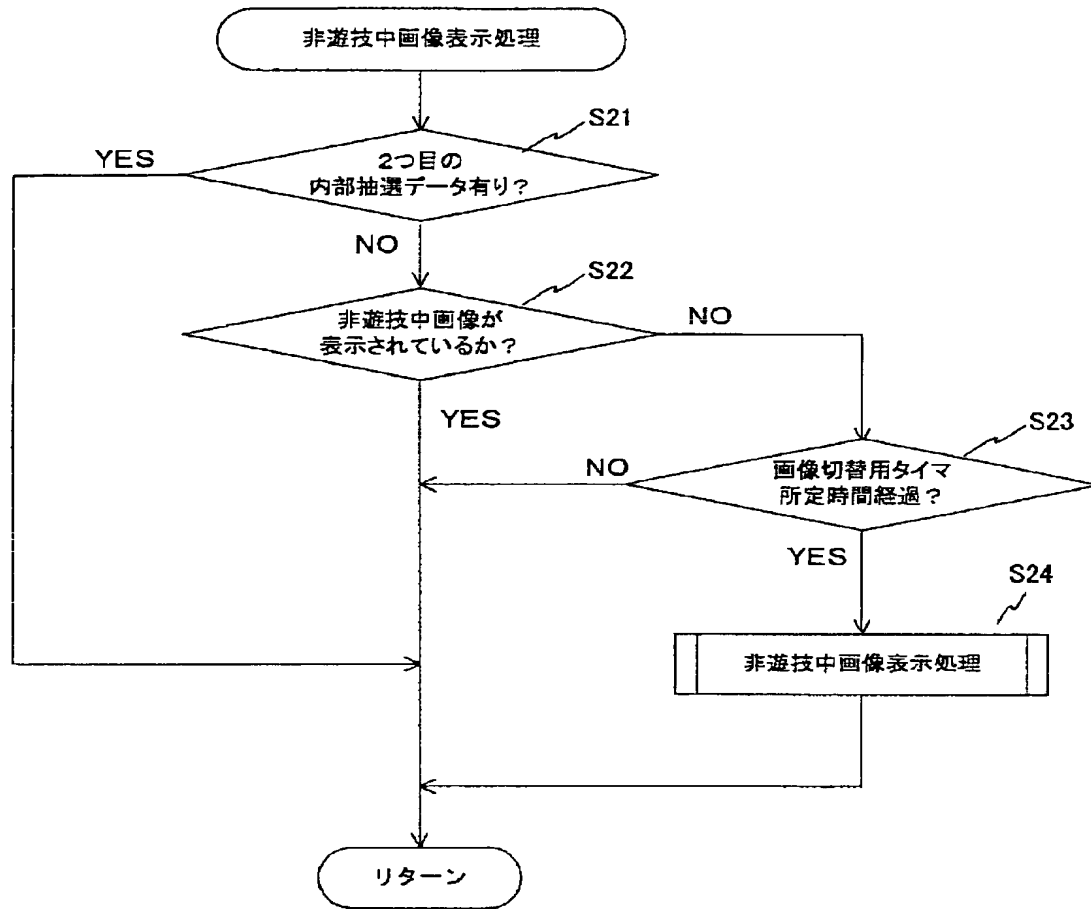 非遊技中画像表示処理
S21
YES
2つ目の
内部抽選データ有り？
NO
S22
非遊技中画像が
表示されているか？
NO
YES
S23
NO
画像切替用タイマ
所定時間経過？
YES
S24
非遊技中画像表示処理
リターン